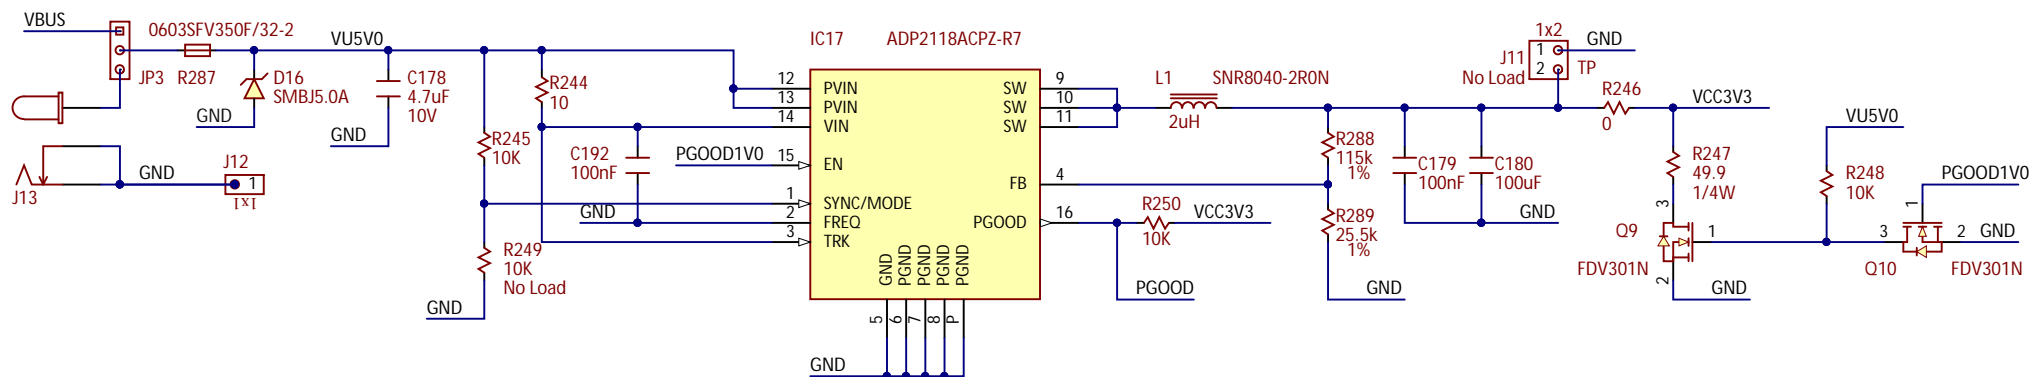 VBUS
0603SFV350F/32-2
JP3
R287
VU5V0
D16
SMBJ5.0A
GND
C178
4.7uF
10V
GND
J13
GND
J12
1
1x1
R244
10
R245
10K
C192
100nF
PGOOD1V0
GND
R249
10K
No Load
GND
IC17
ADP2118ACPZ-R7
12
PVIN
13
PVIN
14
VIN
15
EN
1
SYNC/MODE
2
FREQ
3
TRK
SW
9
SW
10
SW
11
FB
4
PGOOD
16
GND
PGND
PGND
PGND
PGND
5
6
7
8
P
GND
L1
SNR8040-2R0N
2uH
R250
10K
VCC3V3
PGOOD
R288
115k
1%
R289
25.5k
1%
GND
C179
100nF
C180
100uF
GND
1x2
J11
1
2
No Load
TP
GND
R246
0
VCC3V3
R247
49.9
1/4W
Q9
FDV301N
3
1
2
GND
VU5V0
R248
10K
PGOOD1V0
1
3
2
GND
Q10
FDV301N